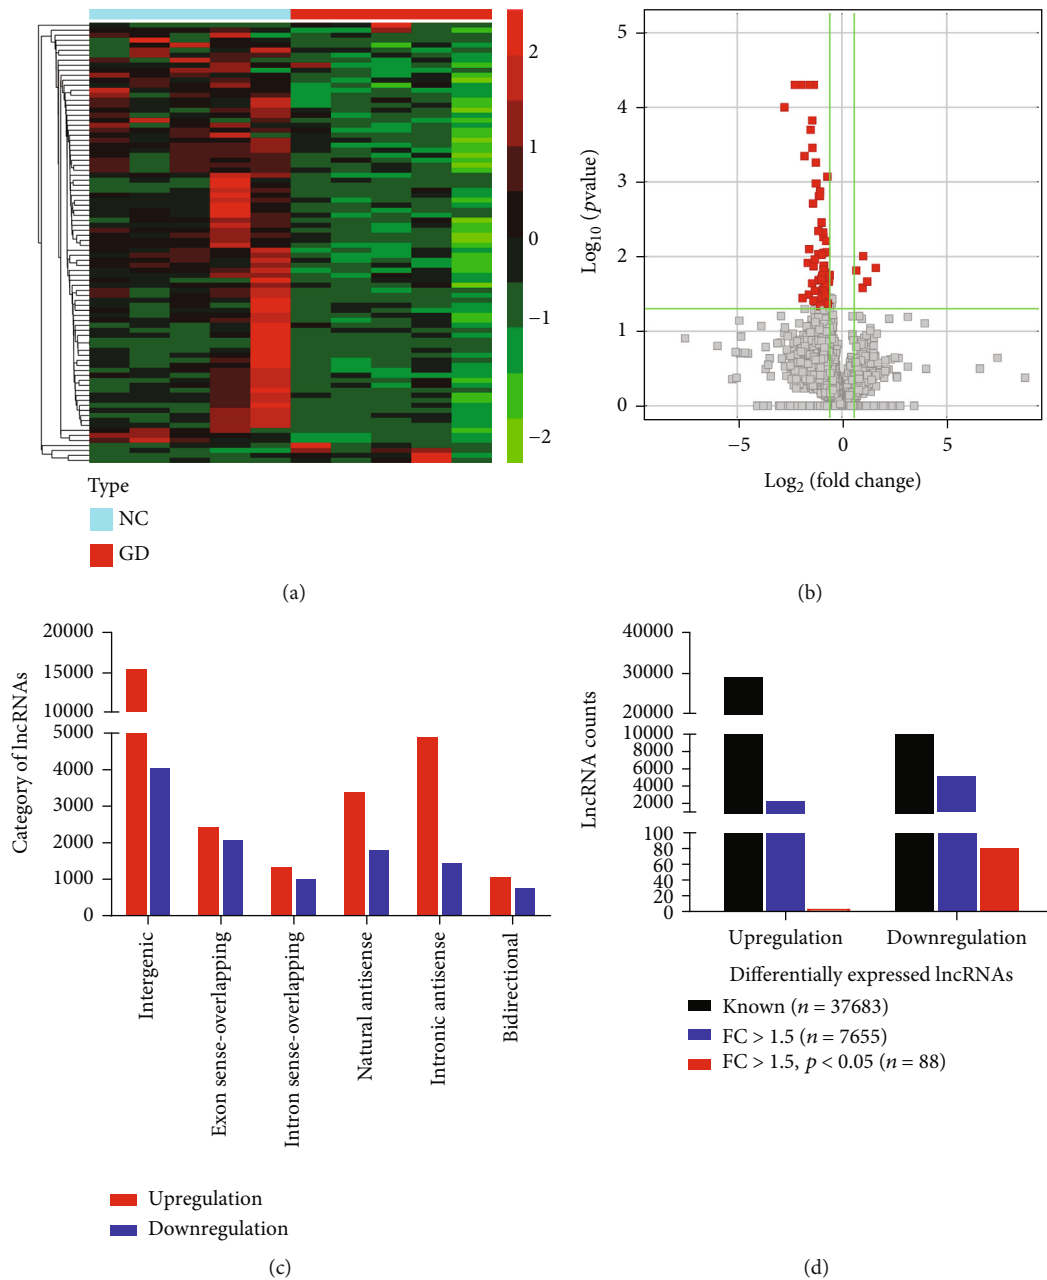 2
1
0
−1
−2
Type
NC
GD
(a)
5
4
3
2
1
0
Log10 (pvalue)
−5
0
5
Log2 (fold change)
(b)
20000
15000
10000
5000
4000
3000
2000
1000
0
Category of lncRNAs
Intergenic
Exon sense-overlapping
Intron sense-overlapping
Natural antisense
Intronic antisense
Bidirectional
Upregulation
Downregulation
(c)
40000
30000
20000
10000
8000
6000
4000
2000
100
80
60
40
20
0
LncRNA counts
Upregulation
Downregulation
Differentially expressed lncRNAs
Known (n = 37683)
FC > 1.5 (n = 7655)
FC > 1.5, p < 0.05 (n = 88)
(d)